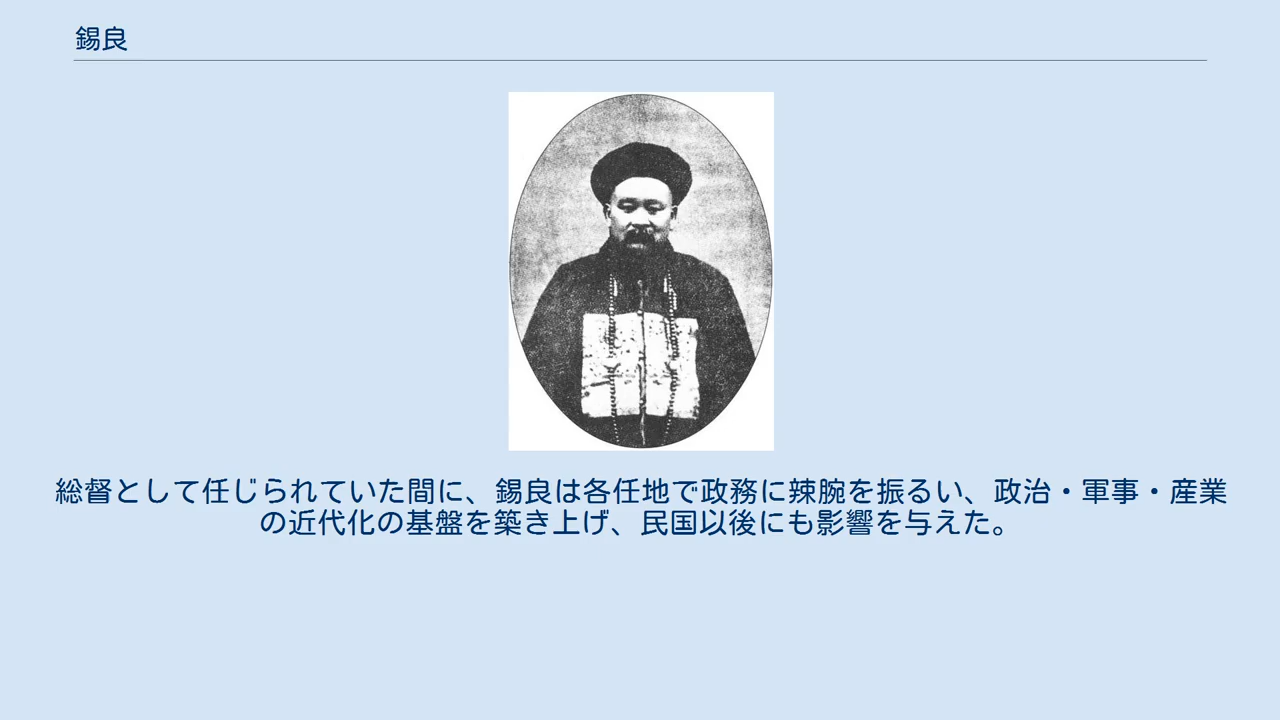 錫良
総督として任じられていた間に、錫良は各任地で政務に辣腕を振るい、政治・軍事・産業
の近代化の基盤を築き上げ、民国以後にも影響を与えた。